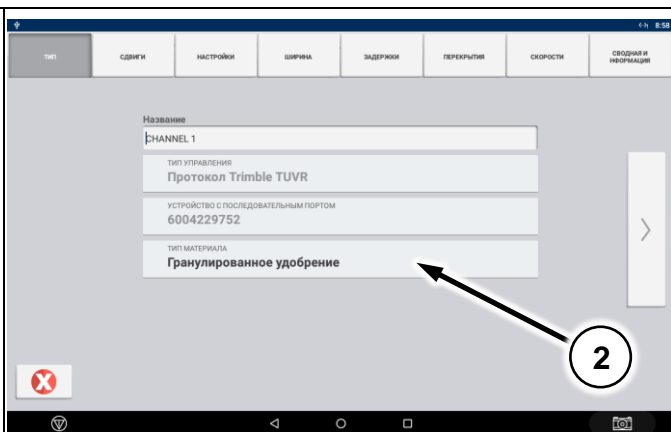 8:58
ТИП
СДВИГИ
НАСТРОЙКИ
ШИРИНА
ЗАДЕРЖКИ
ПЕРЕКРЫТИЯ
СКОРОСТИ
СВОДНАЯ И
НФОРМАЦИЯ
Название
CHANNEL 1
ТИП УПРАВЛЕНИЯ
Протокол Trimble TUVR
УСТРОЙСТВО С ПОСЛЕДОВАТЕЛЬНЫМ ПОРТОМ
6004229752
ТИП МАТЕРИАЛА
Гранулированное удобрение
2